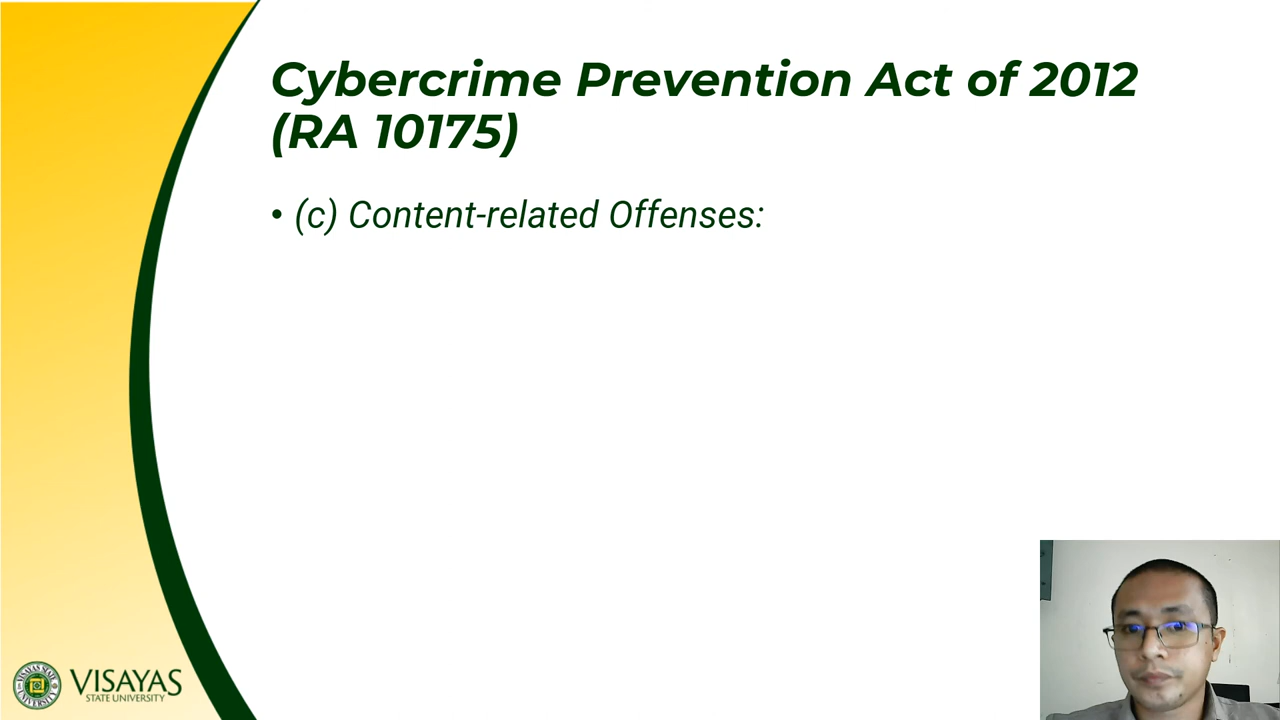 Cybercrime Prevention Act of 2012
(RA 10175)
• (c) Content-related Offenses:
VISAYAS
STATE UNIVERSITY